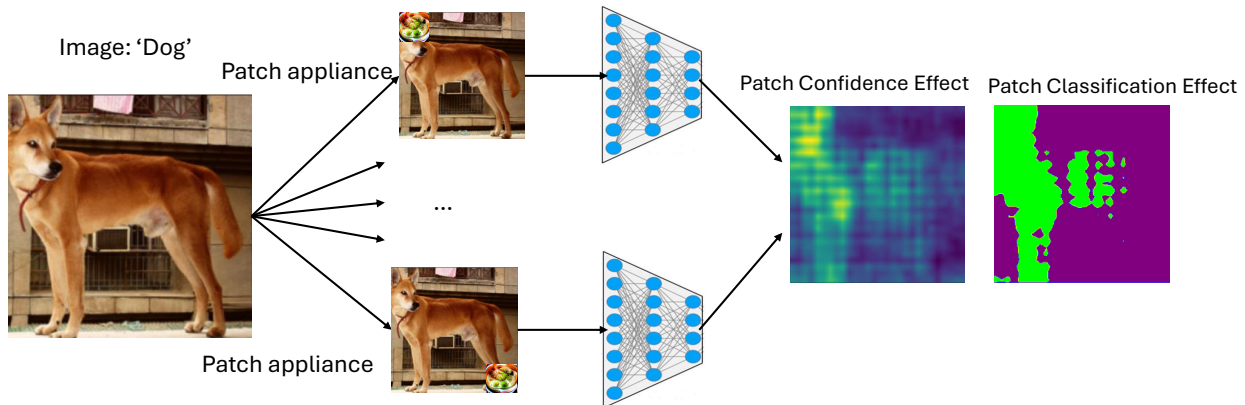 Image: ‘Dog’
Patch appliance
...
Patch appliance
Patch Confidence Effect
Patch Classification Effect